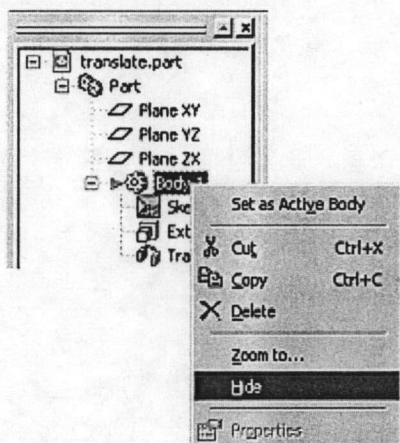 translate.part
Part
Plane XY
Plane YZ
Plane ZX
Body
Ske
Ext
Tra
Set as Active Body
Cut Ctrl+X
Copy Ctrl+C
Delete
Zoom to...
Hide
Properties